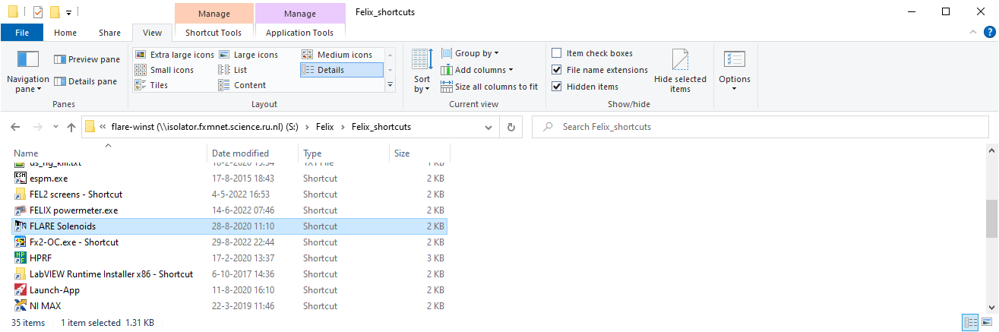 Manage Manage Felix_shortcuts
File Home Share View Shortcut Tools Application Tools
Navigation pane
Preview pane
Details pane
Panes
Extra large icons Large icons Medium icons
Small icons List Details
Tiles Content
Layout
Sort by
Group by
Add columns
Size all columns to fit
Current view
Item check boxes
File name extensions
Hidden items
Hide selected items
Show/hide
Options
« flare-winst (\\isolator.fxmnet.science.ru.nl) (S:) > Felix > Felix_shortcuts Search Felix_shortcuts
Name Date modified Type Size
espm.exe 17-8-2015 18:43 Shortcut 2 KB
FEL2 screens - Shortcut 4-5-2022 16:53 Shortcut 2 KB
FELIX powermeter.exe 14-6-2022 07:46 Shortcut 2 KB
FLARE Solenoids 28-8-2020 11:10 Shortcut 2 KB
Fx2-OC.exe - Shortcut 29-8-2022 22:44 Shortcut 2 KB
HPRF 17-2-2020 13:37 Shortcut 3 KB
LabVIEW Runtime Installer x86 - Shortcut 6-10-2017 14:36 Shortcut 2 KB
Launch-App 11-8-2020 16:10 Shortcut 2 KB
NI MAX 22-3-2019 11:46 Shortcut 2 KB
35 items 1 item selected 1.31 KB